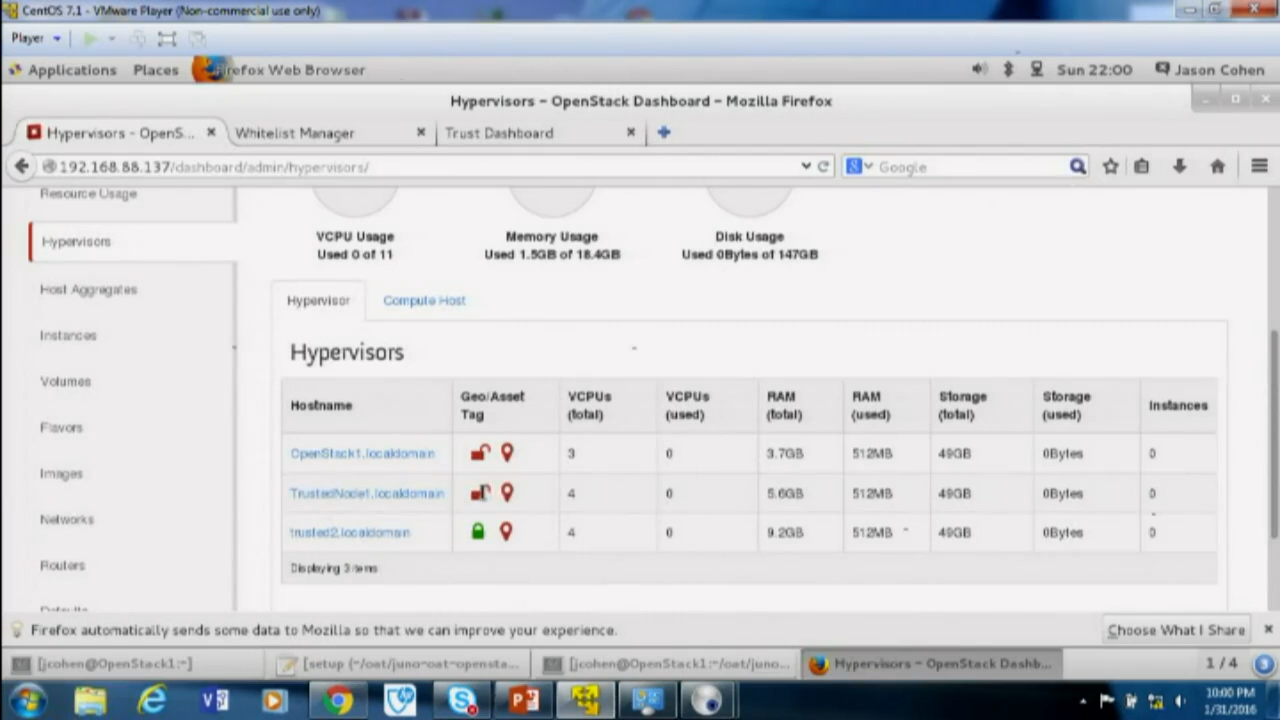 CentOS 7.1 - VMware Player (Non-commercial use only)
Player
Applications Places Firefox Web Browser Sun 22:00 Jason Cohen
Hypervisors - OpenStack Dashboard - Mozilla Firefox
Hypervisors - OpenS... Whitelist Manager Trust Dashboard
192.168.88.137/dashboard/admin/hypervisors/ Google
Resource Usage
Hypervisors
Host Aggregates
Instances
Volumes
Flavors
Images
Networks
Routers
Defaults
VCPU Usage
Used 0 of 11
Memory Usage
Used 1.5GB of 18.4GB
Disk Usage
Used 0Bytes of 147GB
Hypervisor Compute Host
Hypervisors
Hostname Geo/Asset Tag VCPUs (total) VCPUs (used) RAM (total) RAM (used) Storage (total) Storage (used) Instances
OpenStack1.localdomain 3 0 3.7GB 512MB 49GB 0Bytes 0
TrustedNode1.localdomain 4 0 5.6GB 512MB 49GB 0Bytes 0
trusted2.localdomain 4 0 9.2GB 512MB 49GB 0Bytes 0
Displaying 3 items
Firefox automatically sends some data to Mozilla so that we can improve your experience. Choose What I Share
[jcohen@OpenStack1:~] [setup (~/oat/juno-oat-opensta... [jcohen@OpenStack1:~/oat/juno... Hypervisors - OpenStack Dashb... 1 / 4
10:00 PM
1/31/2016